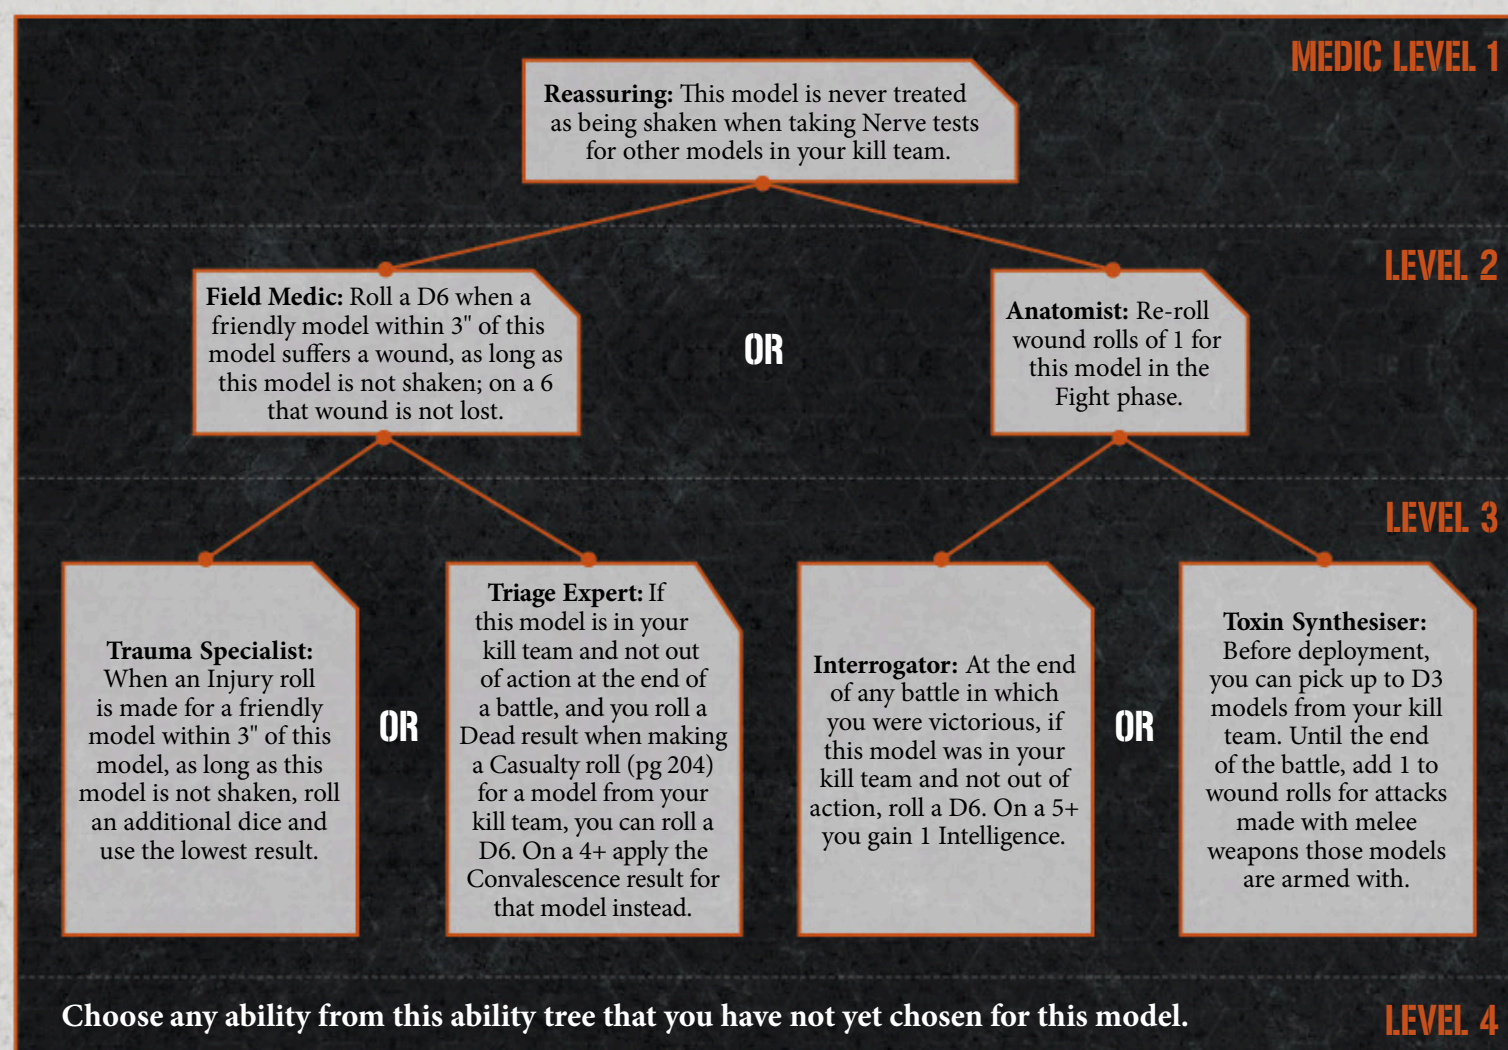 MEDIC LEVEL 1
Reassuring: This model is never treated
as being shaken when taking Nerve tests
for other models in your kill team.
LEVEL 2
Field Medic: Roll a D6 when a
friendly model within 3" of this
model suffers a wound, as long as
this model is not shaken; on a 6
that wound is not lost.
OR
Anatomist: Re-roll
wound rolls of 1 for
this model in the
Fight phase.
LEVEL 3
Trauma Specialist:
When an Injury roll
is made for a friendly
model within 3" of this
model, as long as this
model is not shaken, roll
an additional dice and
use the lowest result.
OR
Triage Expert: If
this model is in your
kill team and not out
of action at the end of
a battle, and you roll a
Dead result when making
a Casualty roll (pg 204)
for a model from your
kill team, you can roll a
D6. On a 4+ apply the
Convalescence result for
that model instead.
Interrogator: At the end
of any battle in which
you were victorious, if
this model was in your
kill team and not out of
action, roll a D6. On a 5+
you gain 1 Intelligence.
OR
Toxin Synthesiser:
Before deployment,
you can pick up to D3
models from your kill
team. Until the end
of the battle, add 1 to
wound rolls for attacks
made with melee
weapons those models
are armed with.
Choose any ability from this ability tree that you have not yet chosen for this model.
LEVEL 4